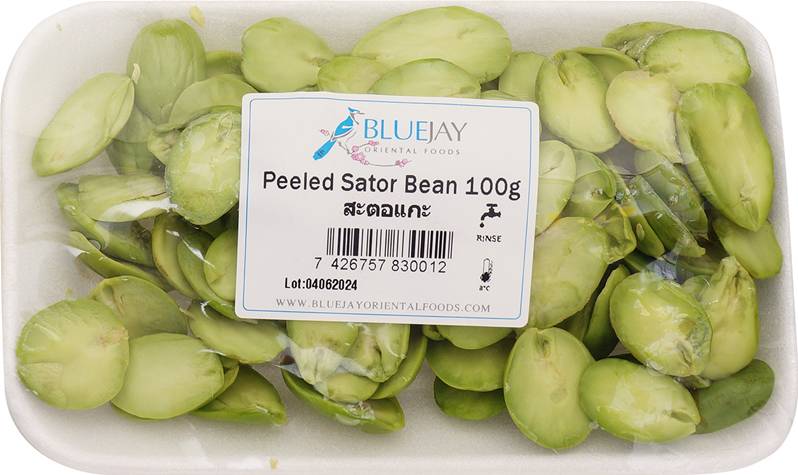 BLUEJAY
ORIENTAL FOODS
Peeled Sator Bean 100g
สะตอแกะ
RINSE
7 426757 830012
8°C
Lot:04062024
WWW.BLUEJAYORIENTALFOODS.COM